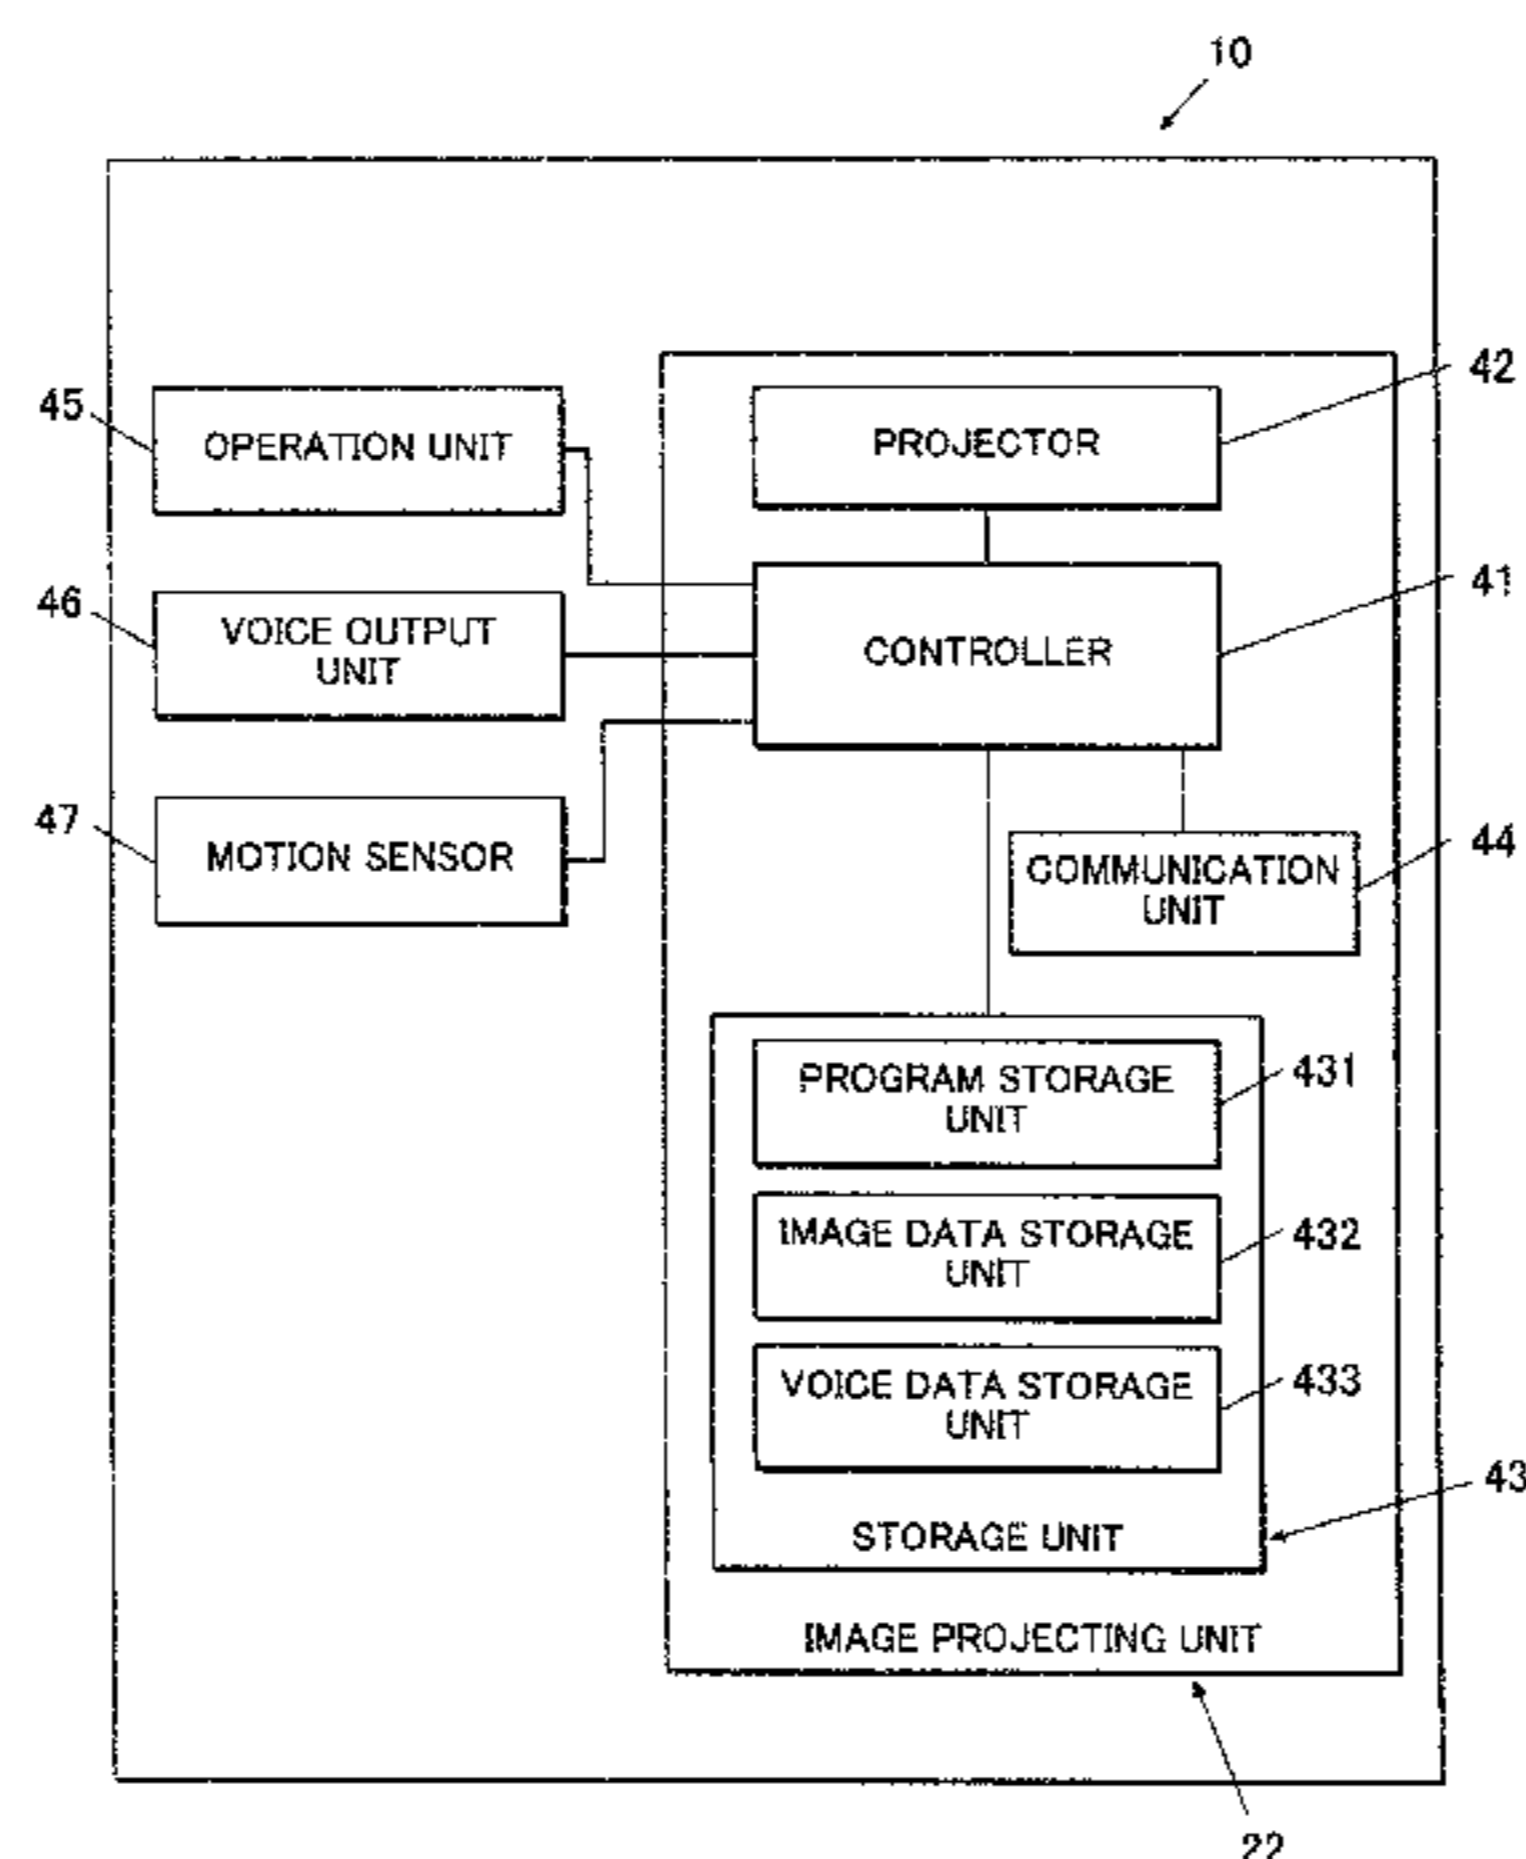 10
42
45
OPERATION UNIT
PROJECTOR
41
46
VOICE OUTPUT
UNIT
CONTROLLER
47
MOTION SENSOR
44
COMMUNICATION
UNIT
PROGRAM STORAGE
UNIT
431
IMAGE DATA STORAGE
UNIT
432
VOICE DATA STORAGE
UNIT
433
43
STORAGE UNIT
IMAGE PROJECTING UNIT
22